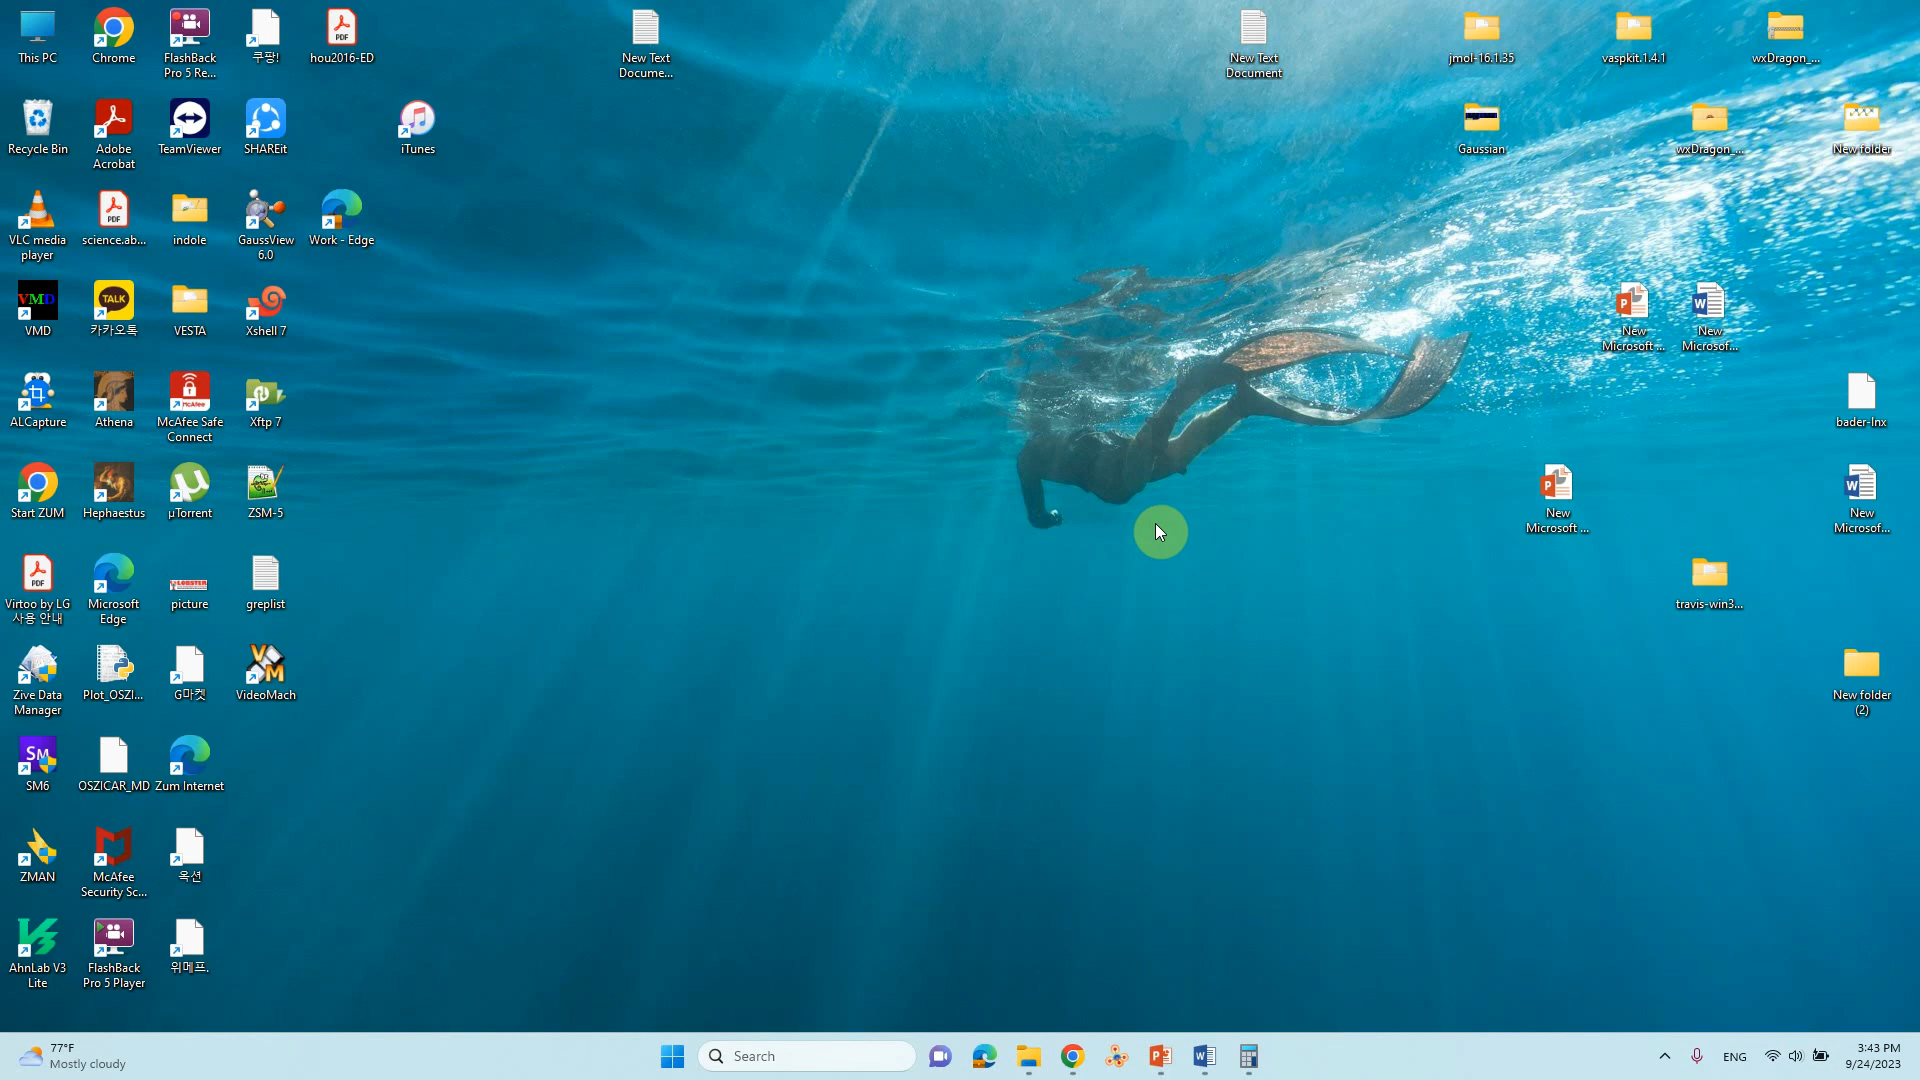 This PC
Chrome
FlashBack
Pro 5 Re...
쿠팡!
hou2016-ED
New Text
Docume...
New Text
Document
jmol-16.1.35
vaspkit.1.4.1
wxDragon_...
Recycle Bin
Adobe
Acrobat
TeamViewer
SHAREit
iTunes
Gaussian
wxDragon_...
New folder
VLC media
player
science.ab...
indole
GaussView
6.0
Work - Edge
VMD
VMD
TALK
카카오톡
VESTA
Xshell 7
New
Microsoft ...
New
Microsof...
ALCapture
Athena
McAfee Safe
Connect
Xftp 7
bader-lnx
Start ZUM
Hephaestus
µTorrent
ZSM-5
New
Microsoft ...
New
Microsof...
Virtoo by LG
사용 안내
Microsoft
Edge
picture
greplist
travis-win3...
Zive Data
Manager
Plot_OSZI...
G마켓
VideoMach
New folder
(2)
SM6
OSZICAR_MD
Zum Internet
ZMAN
McAfee
Security Sc...
옥션
AhnLab V3
Lite
FlashBack
Pro 5 Player
위메프.
77°F
Mostly cloudy
Search
ENG
3:43 PM
9/24/2023